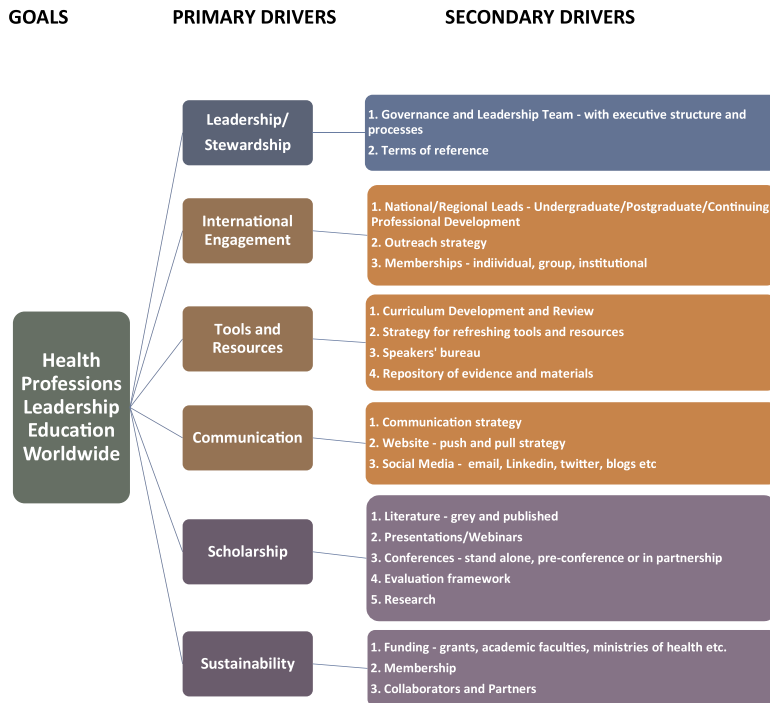 GOALS
PRIMARY DRIVERS
SECONDARY DRIVERS
Health
Professions
Leadership
Education
Worldwide
Leadership/
Stewardship
1. Governance and Leadership Team - with executive structure and
processes
2. Terms of reference
International
Engagement
1. National/Regional Leads - Undergraduate/Postgraduate/Continuing
Professional Development
2. Outreach strategy
3. Memberships - indiividual, group, institutional
Tools and
Resources
1. Curriculum Development and Review
2. Strategy for refreshing tools and resources
3. Speakers' bureau
4. Repository of evidence and materials
Communication
1. Communication strategy
2. Website - push and pull strategy
3. Social Media -  email, Linkedin, twitter, blogs etc
Scholarship
1. Literature - grey and published
2. Presentations/Webinars
3. Conferences - stand alone, pre-conference or in partnership
4. Evaluation framework
5. Research
Sustainability
1. Funding - grants, academic faculties, ministries of health etc.
2. Membership
3. Collaborators and Partners